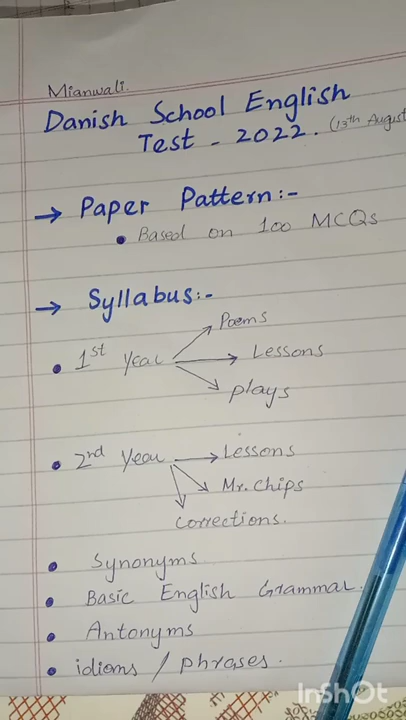 Mianwali.
Danish School English
Test - 2022. (13th August
→ Paper Pattern:-
• Based on 100 MCQs
→ Syllabus:-
Poems
• 1st Year → Lessons
plays
• 2nd Year → Lessons
Mr. Chips
Corrections.
• Synonyms
• Basic English Grammar.
• Antonyms
• idioms / phrases.
InShOt